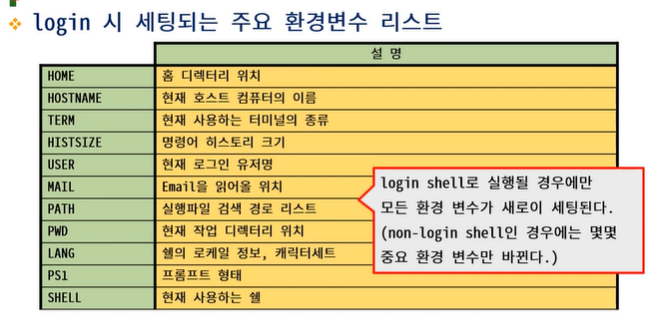 login 시 세팅되는 주요 환경변수 리스트
설 명
HOME 홈 디렉터리 위치
HOSTNAME 현재 호스트 컴퓨터의 이름
TERM 현재 사용하는 터미널의 종류
HISTSIZE 명령어 히스토리 크기
USER 현재 로그인 유저명
MAIL Email을 읽어올 위치
PATH 실행파일 검색 경로 리스트
PWD 현재 작업 디렉터리 위치
LANG 쉘의 로케일 정보, 캐릭터세트
PS1 프롬프트 형태
SHELL 현재 사용하는 쉘
login shell로 실행될 경우에만
모든 환경 변수가 새로이 세팅된다.
(non-login shell인 경우에는 몇몇
중요 환경 변수만 바뀐다.)